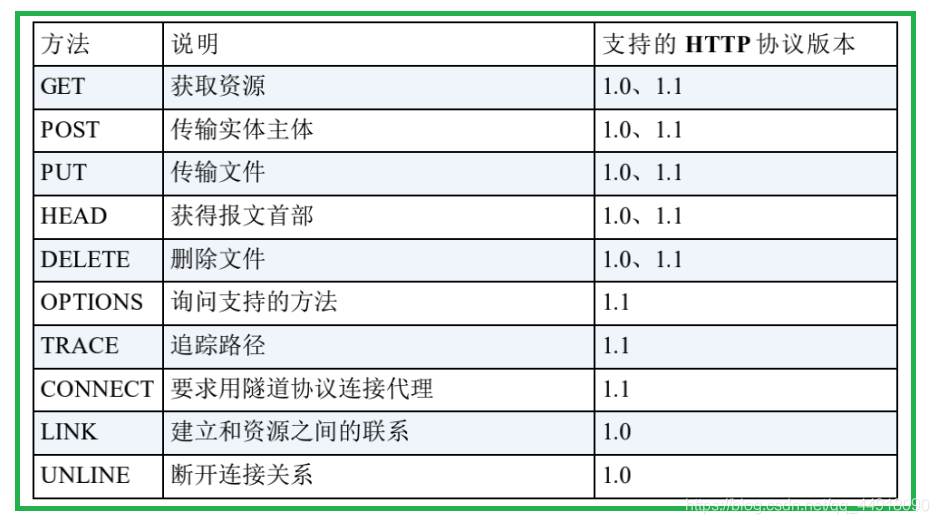 方法 说明 支持的 HTTP 协议版本
GET 获取资源 1.0、1.1
POST 传输实体主体 1.0、1.1
PUT 传输文件 1.0、1.1
HEAD 获得报文首部 1.0、1.1
DELETE 删除文件 1.0、1.1
OPTIONS 询问支持的方法 1.1
TRACE 追踪路径 1.1
CONNECT 要求用隧道协议连接代理 1.1
LINK 建立和资源之间的联系 1.0
UNLINE 断开连接关系 1.0